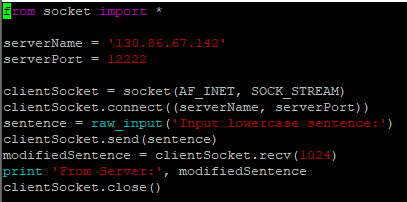 from socket import *
serverName = '130.86.67.142'
serverPort = 12222
clientSocket = socket(AF_INET, SOCK_STREAM)
clientSocket.connect((serverName, serverPort))
sentence = raw_input('Input lowercase sentence:')
clientSocket.send(sentence)
modifiedSentence = clientSocket.recv(1024)
print 'From Server:', modifiedSentence
clientSocket.close()